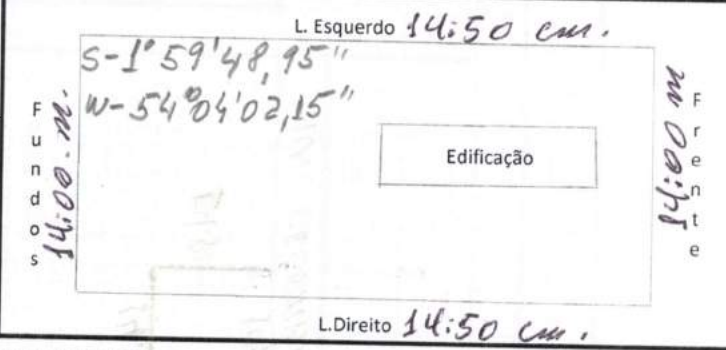 L. Esquerdo 14:50 cm.
S-1°59'48,95"
W-54°04'02,15"
Fundos 14:00 m.
Edificação
Frente 14:00 m
L.Direito 14:50 cm.